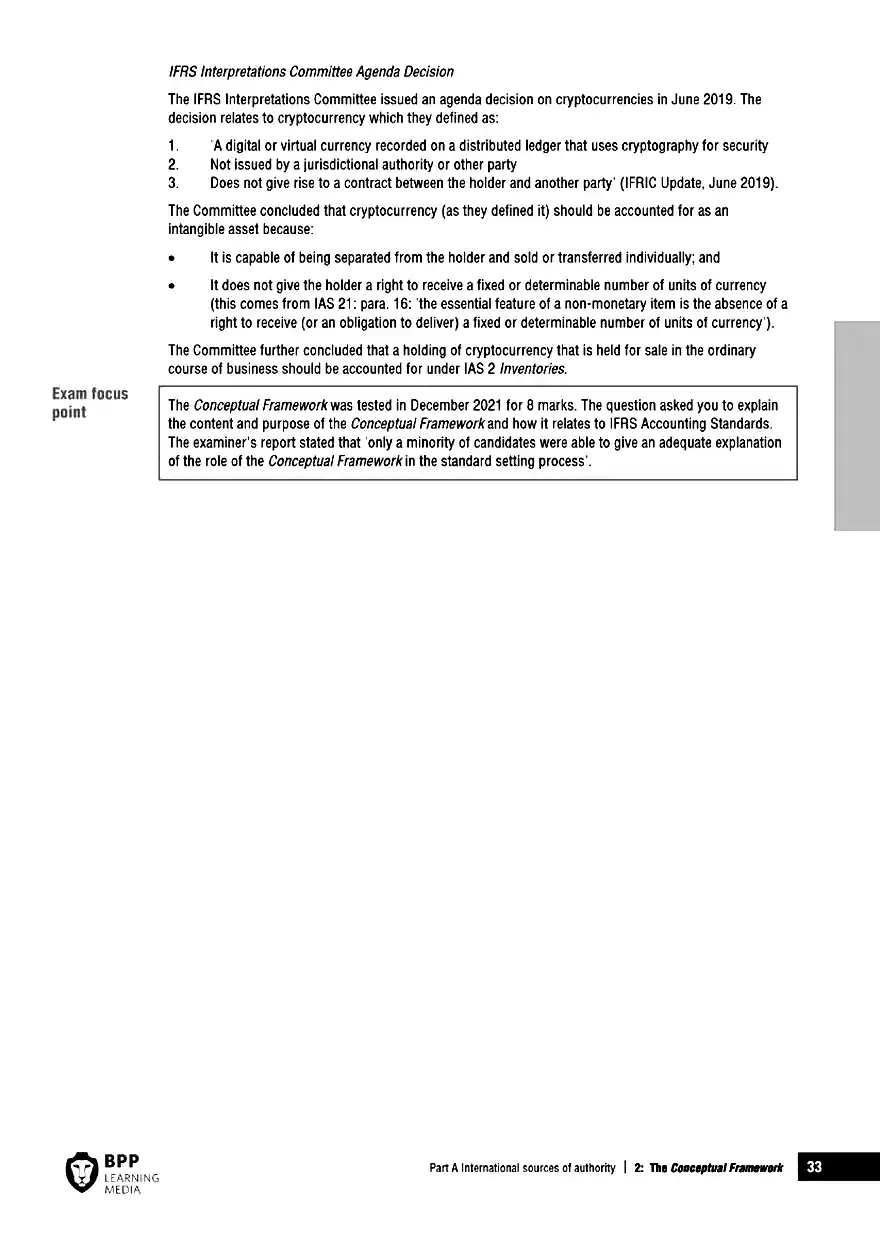 IFRS Interpretations Committee Agenda Decision
The IFRS Interpretations Committee issued an agenda decision on cryptocurrencies in June 2019. The
decision relates to cryptocurrency which they defined as:
1. 'A digital or virtual currency recorded on a distributed ledger that uses cryptography for security
2. Not issued by a jurisdictional authority or other party
3. Does not give rise to a contract between the holder and another party' (IFRIC Update, June 2019).
The Committee concluded that cryptocurrency (as they defined it) should be accounted for as an
intangible asset because:
• It is capable of being separated from the holder and sold or transferred individually; and
• It does not give the holder a right to receive a fixed or determinable number of units of currency
(this comes from IAS 21: para. 16: 'the essential feature of a non-monetary item is the absence of a
right to receive (or an obligation to deliver) a fixed or determinable number of units of currency').
The Committee further concluded that a holding of cryptocurrency that is held for sale in the ordinary
course of business should be accounted for under IAS 2 Inventories.
Exam focus
point
The Conceptual Framework was tested in December 2021 for 8 marks. The question asked you to explain
the content and purpose of the Conceptual Framework and how it relates to IFRS Accounting Standards.
The examiner's report stated that 'only a minority of candidates were able to give an adequate explanation
of the role of the Conceptual Framework in the standard setting process'.
BPP
LEARNING
MEDIA
Part A International sources of authority | 2: The Conceptual Framework 33